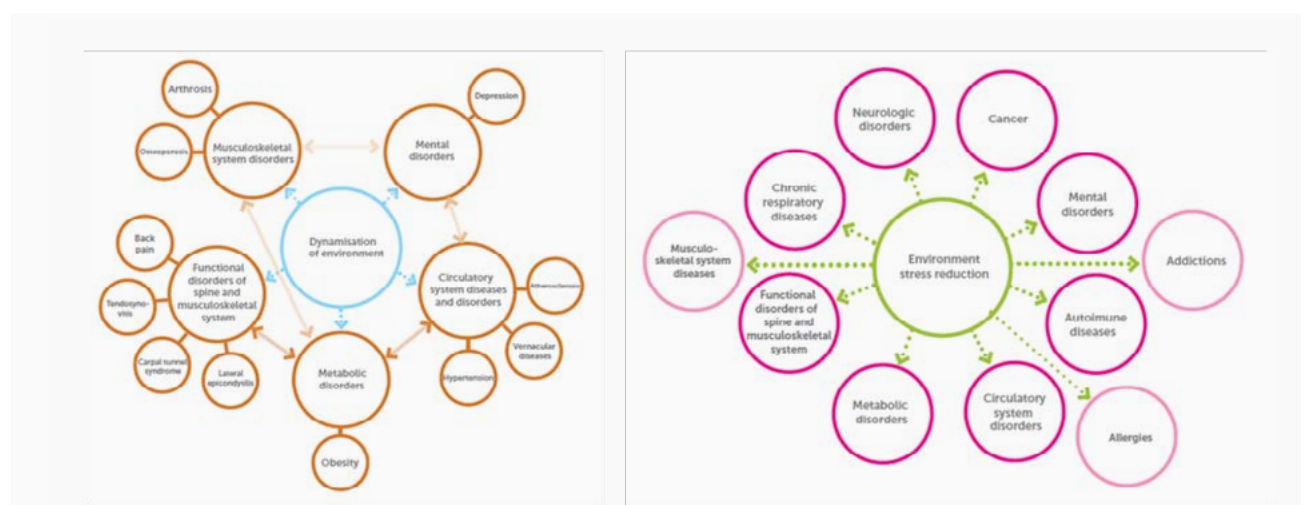 Arthrosis
Depression
Osteoporosis
Musculoskeletal
system disorders
Mental
disorders
Dynamisation
of environment
Back
pain
Functional
disorders of
spine and
musculoskeletal
system
Circulatory
system diseases
and disorders
Tendosyno-
vitis
Vernacular
diseases
Carpal tunnel
syndrome
Lateral
epicondylis
Metabolic
disorders
Hypertension
Obesity
Neurologic
disorders
Cancer
Chronic
respiratory
diseases
Mental
disorders
Musculo-
skeletal system
diseases
Environment
stress reduction
Addictions
Functional
disorders of
spine and
musculoskeletal
system
Autoimune
diseases
Metabolic
disorders
Circulatory
system
disorders
Allergies